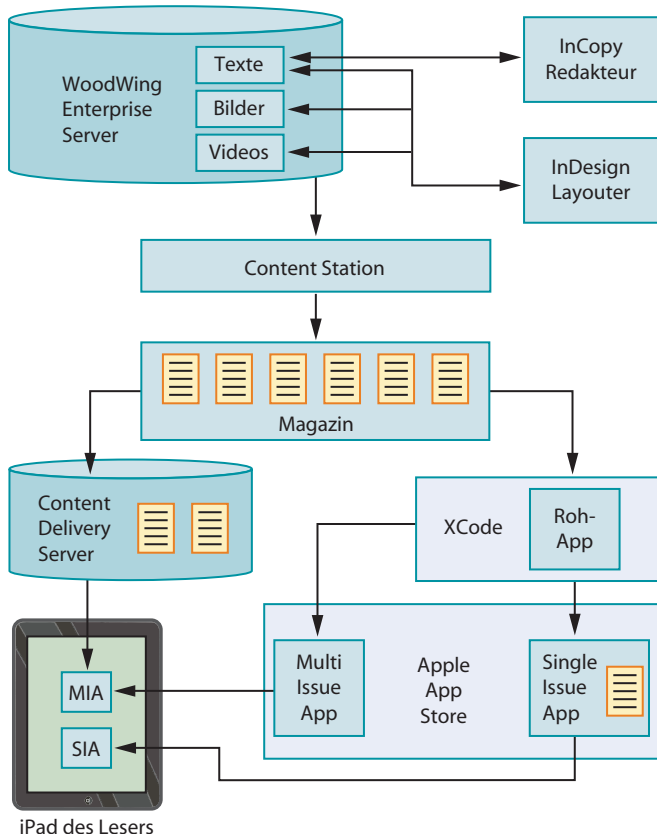 WoodWing
Enterprise
Server
Texte
Bilder
Videos
InCopy
Redakteur
InDesign
Layouter
Content Station
Magazin
Content
Delivery
Server
XCode
Roh-
App
Multi
Issue
App
Apple
App
Store
Single
Issue
App
MIA
SIA
iPad des Lesers